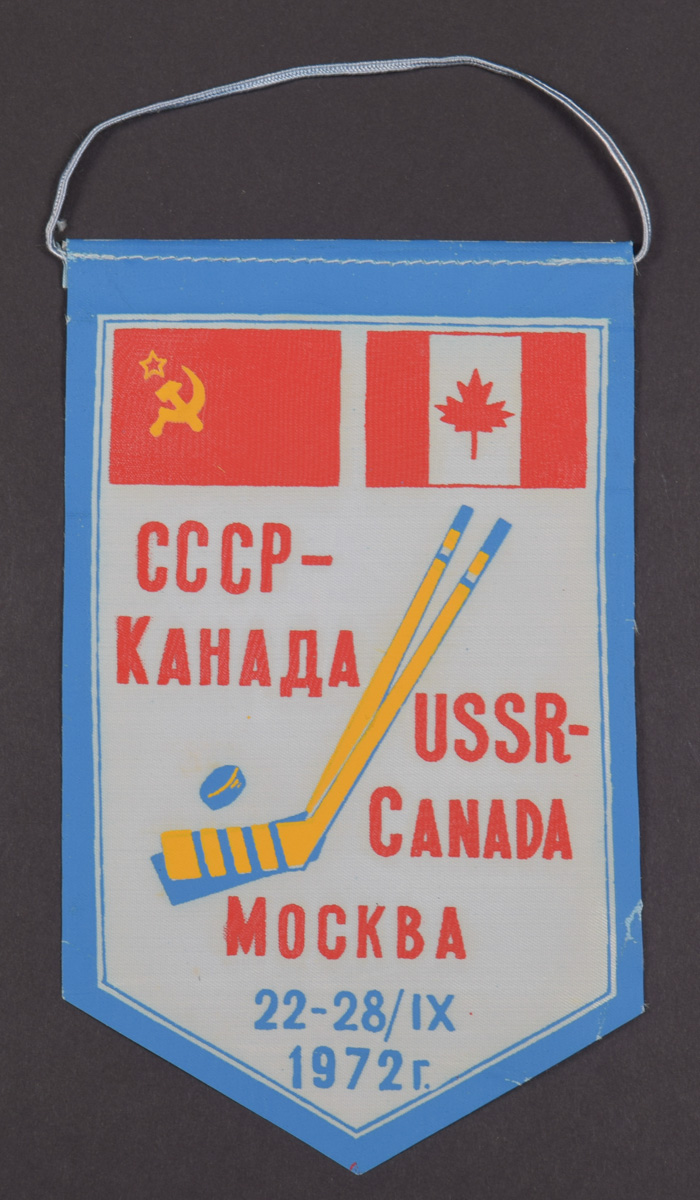 СССР-
КАНАДА
USSR-
CANADA
МОСКВА
22-28/IX
1972г.